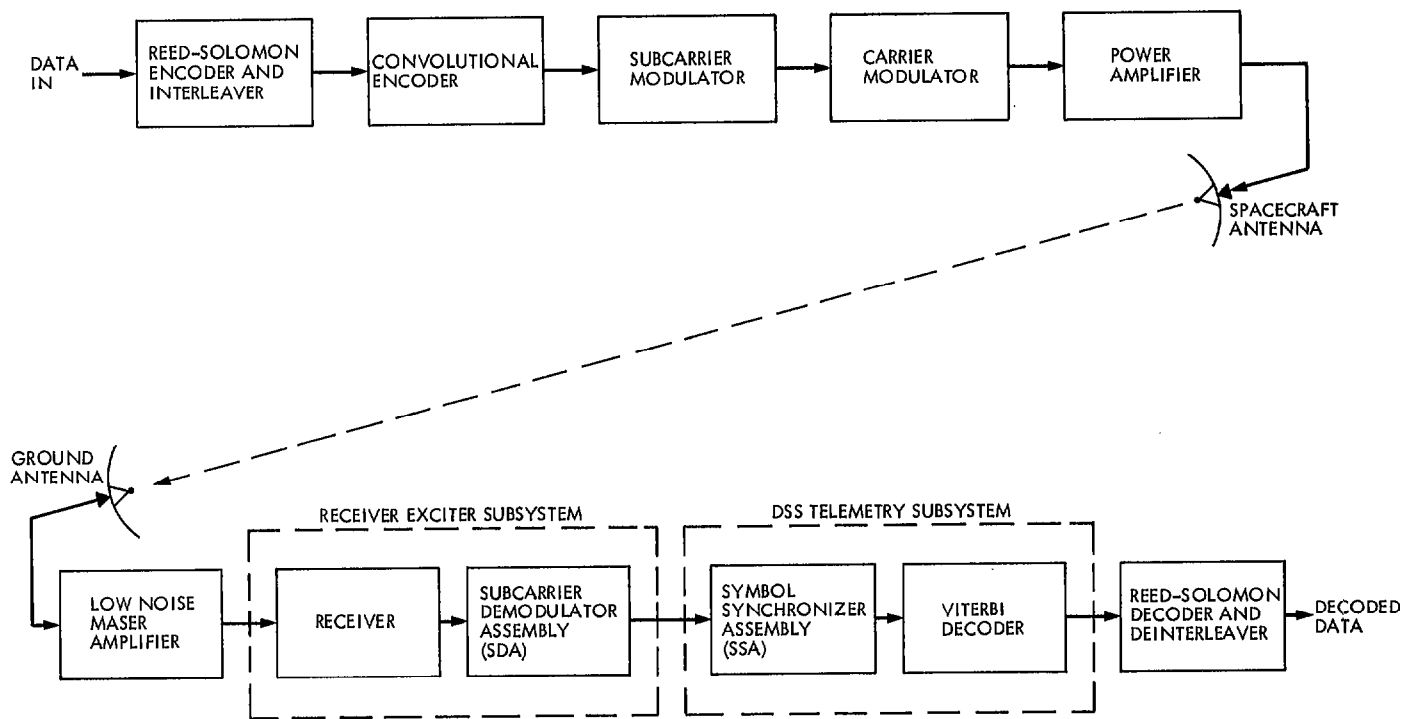 DATA
IN
REED-SOLOMON
ENCODER AND
INTERLEAVER
CONVOLUTIONAL
ENCODER
SUBCARRIER
MODULATOR
CARRIER
MODULATOR
POWER
AMPLIFIER
SPACECRAFT
ANTENNA
GROUND
ANTENNA
LOW NOISE
MASER
AMPLIFIER
RECEIVER EXCITER SUBSYSTEM
RECEIVER
SUBCARRIER
DEMODULATOR
ASSEMBLY
(SDA)
DSS TELEMETRY SUBSYSTEM
SYMBOL
SYNCHRONIZER
ASSEMBLY
(SSA)
VITERBI
DECODER
REED-SOLOMON
DECODER AND
DEINTERLEAVER
DECODED
DATA